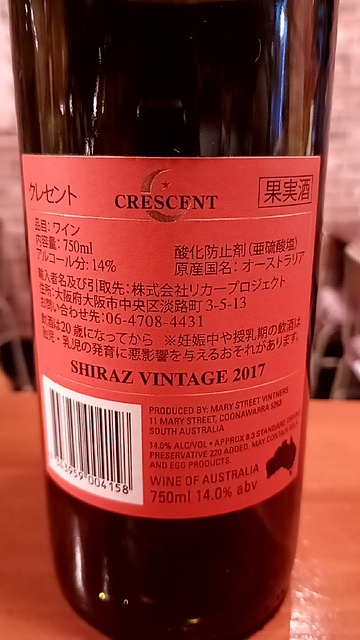 クレセント
CRESCENT
果実酒
品目：ワイン
内容量：750ml
酸化防止剤（亜硫酸塩）
アルコール分：14%
原産国名：オーストラリア
輸入者名及び引取先：株式会社リカープロジェクト
住所：大阪府大阪市中央区淡路町 3-5-13
お問い合わせ先：06-4708-4431
飲酒は20歳になってから ※妊娠中や授乳期の飲酒は
胎児・乳児の発育に悪影響を与えるおそれがあります。
SHIRAZ VINTAGE 2017
PRODUCED BY: MARY STREET VINTNERS
11 MARY STREET, COONAWARRA 5263
SOUTH AUSTRALIA
14.0% ALC/VOL • APPROX 8.3 STANDARD DRINKS
PRESERVATIVE 220 ADDED. MAY CONTAIN MILK
AND EGG PRODUCTS.
WINE OF AUSTRALIA
750ml 14.0% abv